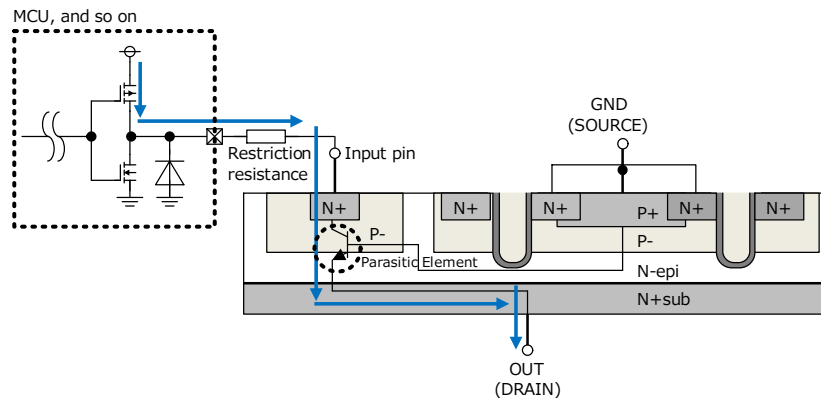 MCU, and so on
GND
(SOURCE)
Restriction
resistance
Input pin
N+
N+
N+
N+
N+
P+
P-
P-
Parasitic Element
N-epi
N+sub
OUT
(DRAIN)